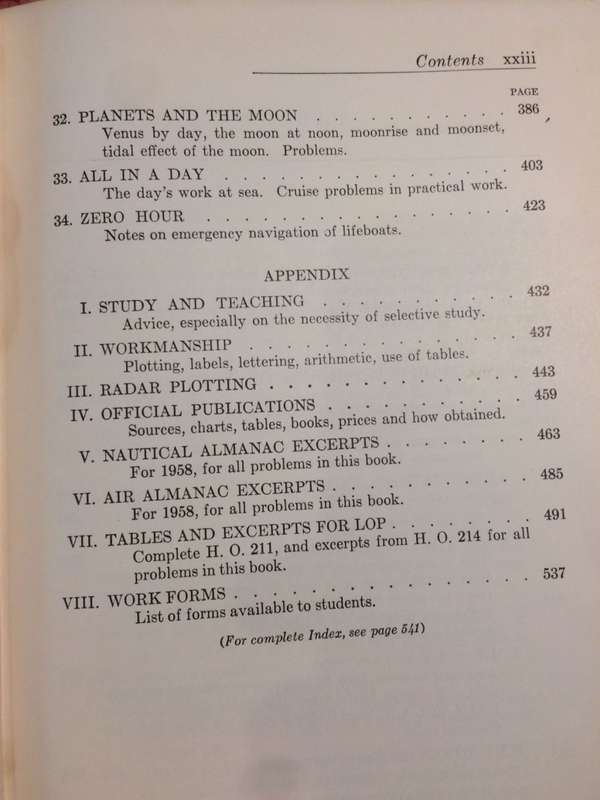 Contents xxiii
PAGE
32. PLANETS AND THE MOON . . . . . . . . . . . 386
Venus by day, the moon at noon, moonrise and moonset,
tidal effect of the moon. Problems.
33. ALL IN A DAY . . . . . . . . . . . . . . . . 403
The day's work at sea. Cruise problems in practical work.
34. ZERO HOUR . . . . . . . . . . . . . . . . . 423
Notes on emergency navigation of lifeboats.
APPENDIX
I. STUDY AND TEACHING . . . . . . . . . . . 432
Advice, especially on the necessity of selective study.
II. WORKMANSHIP . . . . . . . . . . . . . . . 437
Plotting, labels, lettering, arithmetic, use of tables.
III. RADAR PLOTTING . . . . . . . . . . . . . . 443
IV. OFFICIAL PUBLICATIONS . . . . . . . . . . . 459
Sources, charts, tables, books, prices and how obtained.
V. NAUTICAL ALMANAC EXCERPTS . . . . . . . . 463
For 1958, for all problems in this book.
VI. AIR ALMANAC EXCERPTS . . . . . . . . . . . 485
For 1958, for all problems in this book.
VII. TABLES AND EXCERPTS FOR LOP . . . . . . . . 491
Complete H. O. 211, and excerpts from H. O. 214 for all
problems in this book.
VIII. WORK FORMS . . . . . . . . . . . . . . . . 537
List of forms available to students.
(For complete Index, see page 541)